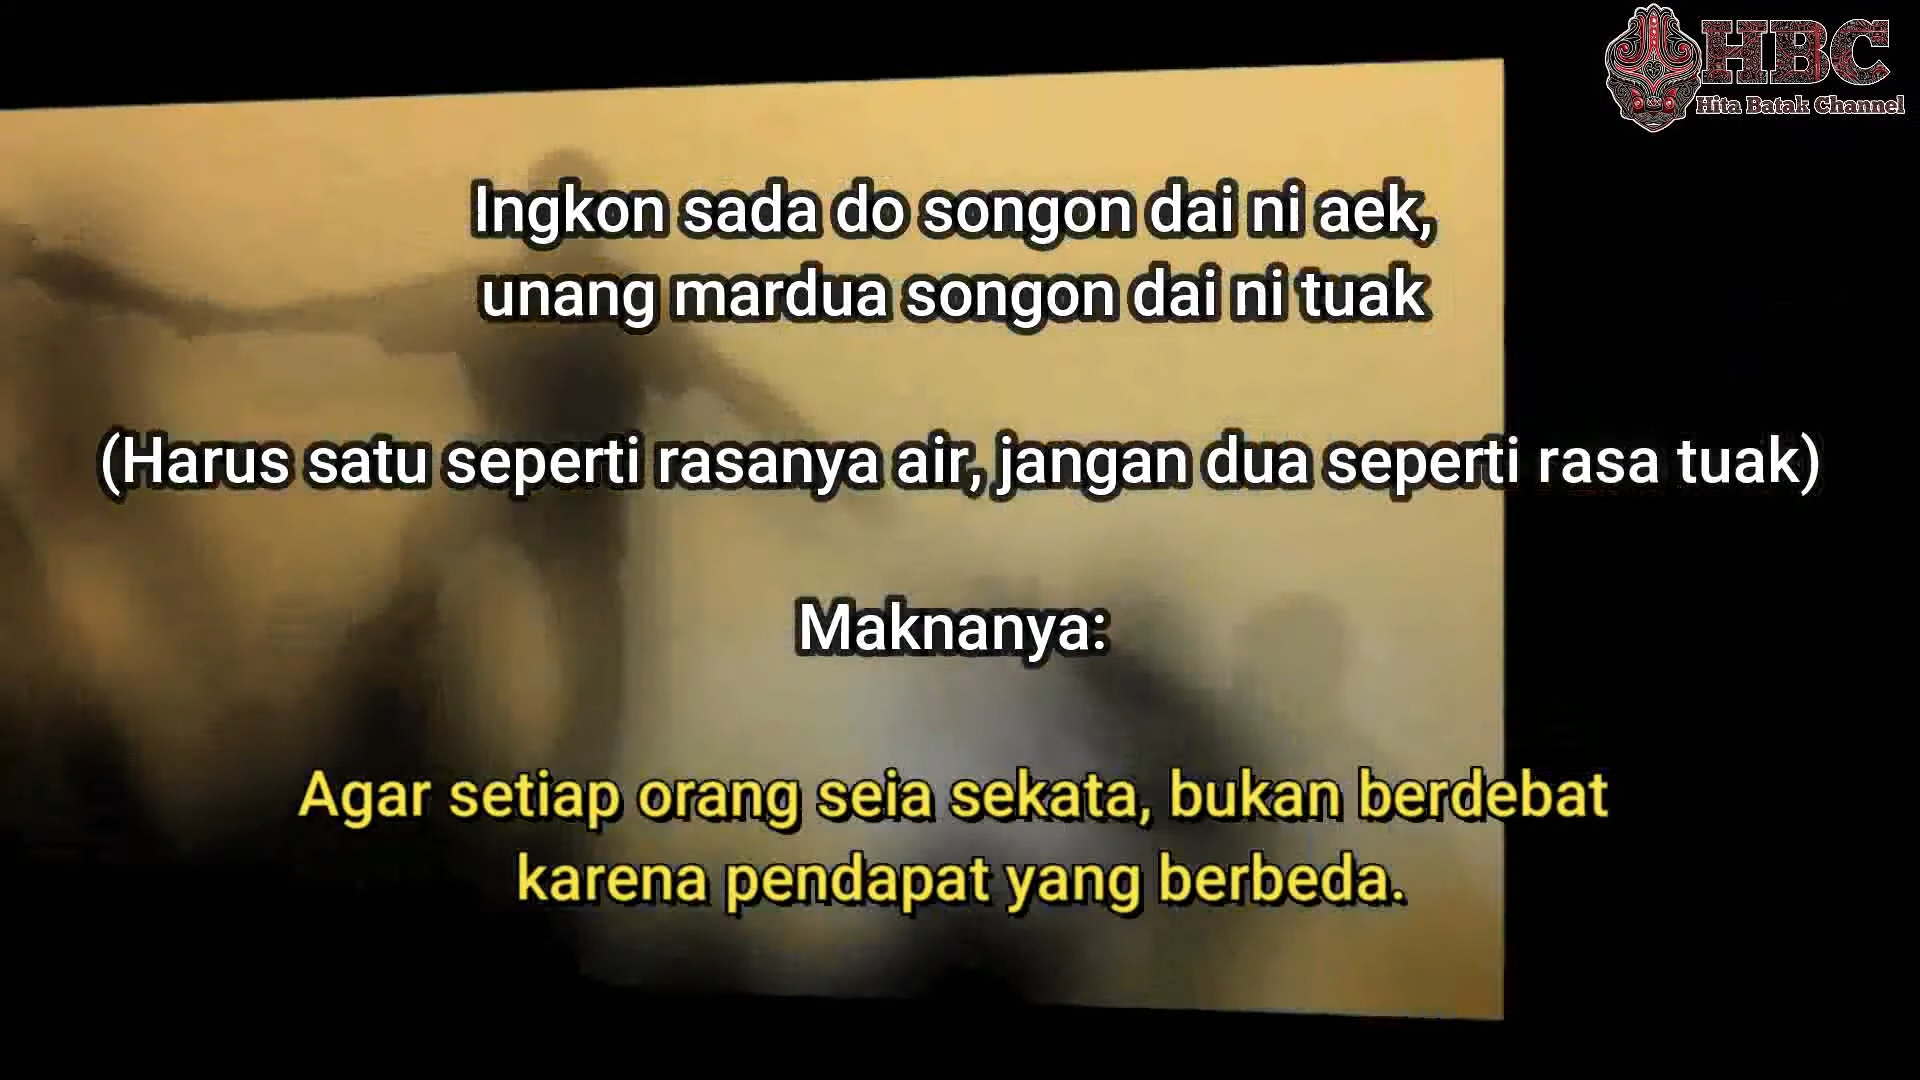 HBC
Hita Batak Channel
Ingkon sada do songon dai ni aek,
unang mardua songon dai ni tuak
(Harus satu seperti rasanya air, jangan dua seperti rasa tuak)
Maknanya:
Agar setiap orang seia sekata, bukan berdebat
karena pendapat yang berbeda.